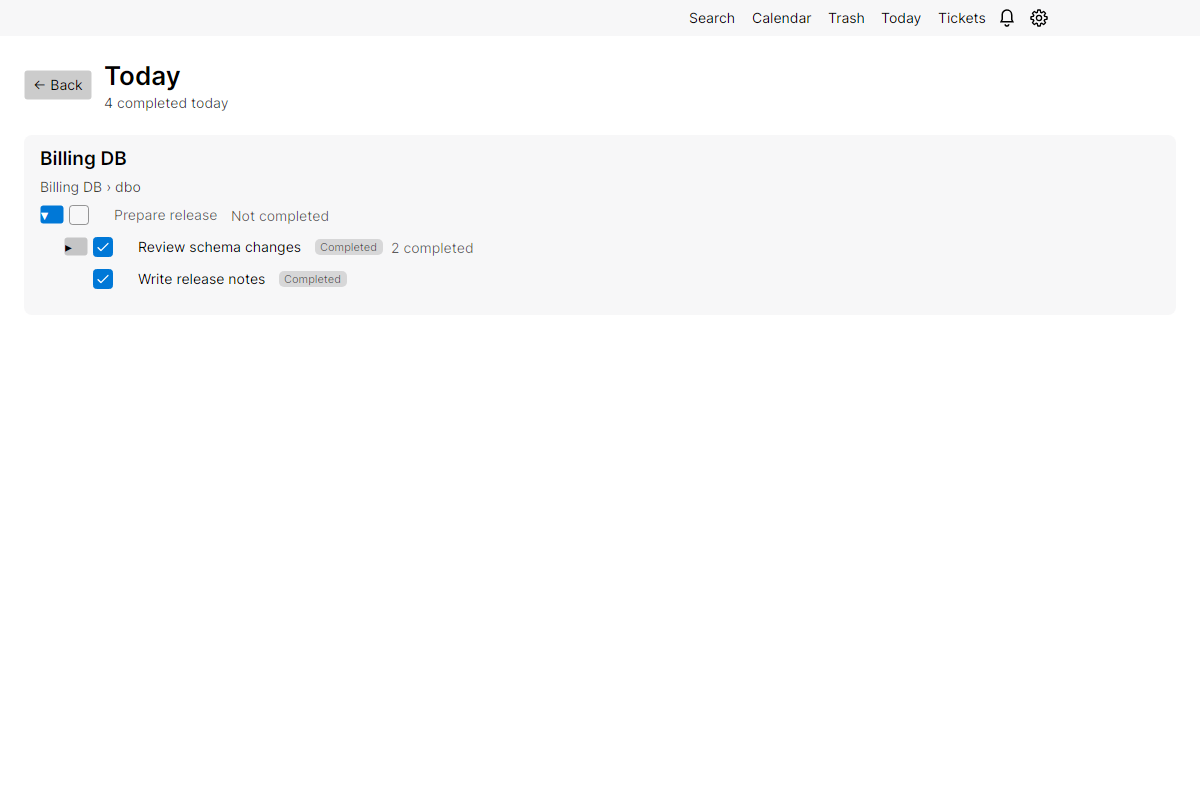 Search Calendar Trash Today Tickets
← Back
Today
4 completed today
Billing DB
Billing DB › dbo
Prepare release Not completed
Review schema changes Completed 2 completed
Write release notes Completed